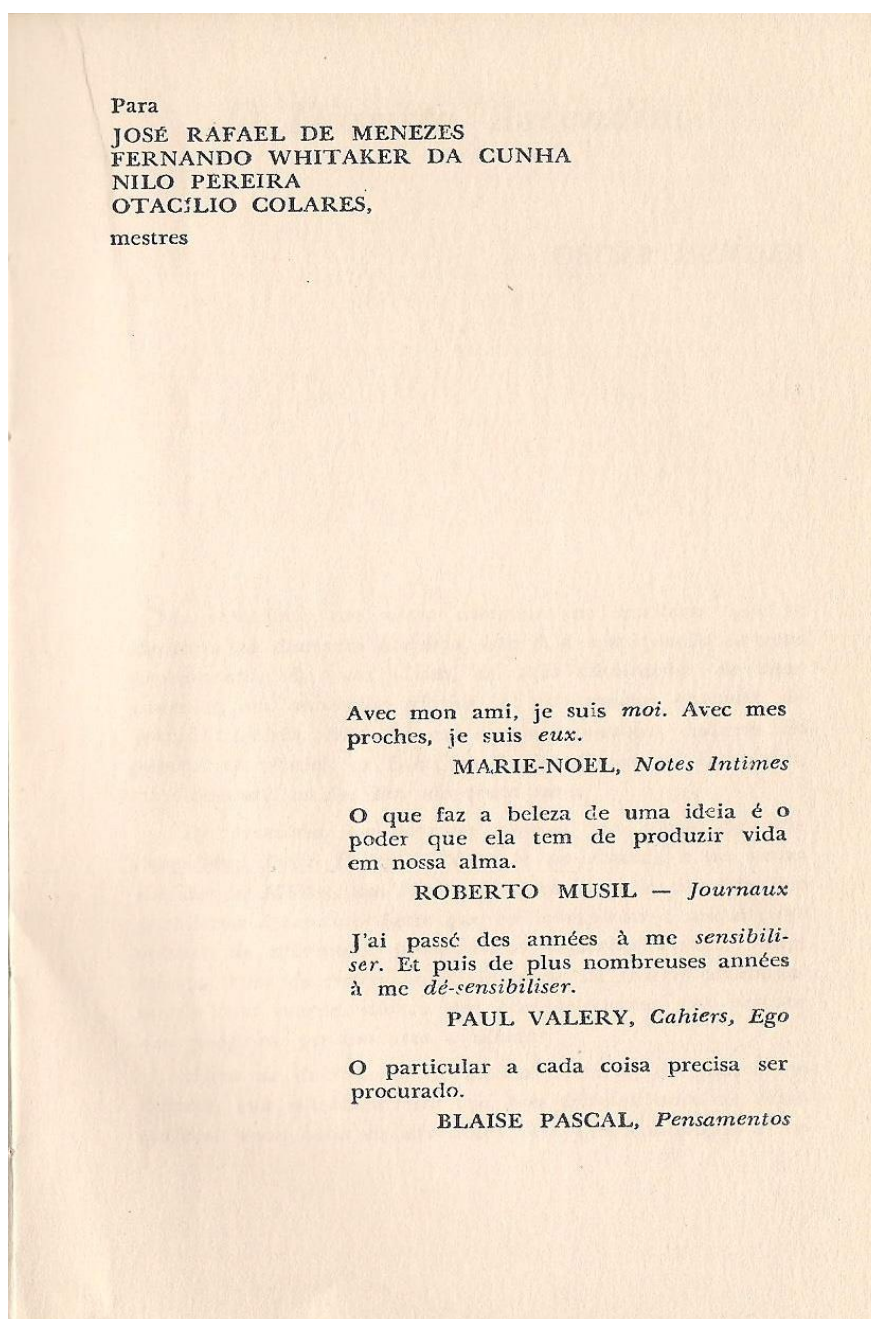 Para
JOSÉ RAFAEL DE MENEZES
FERNANDO WHITAKER DA CUNHA
NILO PEREIRA
OTACÍLIO COLARES,
mestres
Avec mon ami, je suis moi. Avec mes
proches, je suis eux.
MARIE-NOEL, Notes Intimes
O que faz a beleza de uma ideia é o
poder que ela tem de produzir vida
em nossa alma.
ROBERTO MUSIL — Journaux
J'ai passé des années à me sensibili-
ser. Et puis de plus nombreuses années
à me dé-sensibiliser.
PAUL VALERY, Cahiers, Ego
O particular a cada coisa precisa ser
procurado.
BLAISE PASCAL, Pensamentos